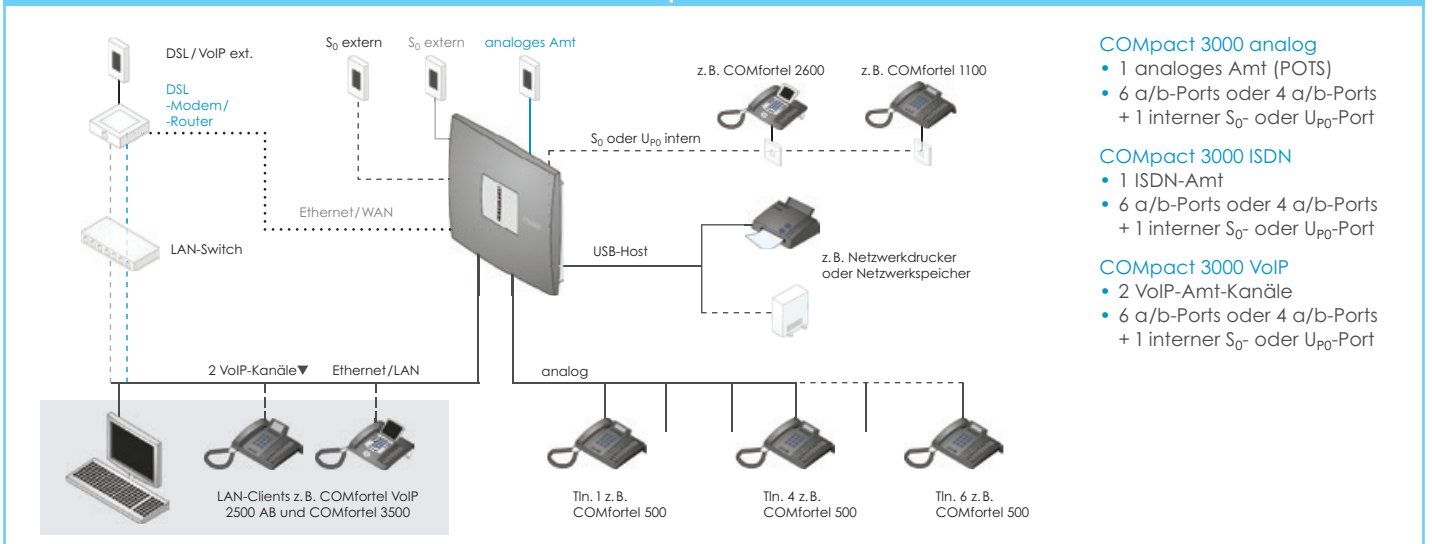 DSL/VoIP ext.
S0 extern
S0 extern
analoges Amt
DSL
-Modem/
-Router
z.B. COMfortel 2600
z.B. COMfortel 1100
S0 oder UP0 intern
Ethernet/WAN
LAN-Switch
USB-Host
z.B. Netzwerkdrucker
oder Netzwerkspeicher
2 VoIP-Kanäle▼
Ethernet/LAN
analog
LAN-Clients z.B. COMfortel VoIP
2500 AB und COMfortel 3500
Tln. 1 z.B.
COMfortel 500
Tln. 4 z.B.
COMfortel 500
Tln. 6 z.B.
COMfortel 500
COMpact 3000 analog
• 1 analoges Amt (POTS)
• 6 a/b-Ports oder 4 a/b-Ports
+ 1 interner S0- oder UP0-Port
COMpact 3000 ISDN
• 1 ISDN-Amt
• 6 a/b-Ports oder 4 a/b-Ports
+ 1 interner S0- oder UP0-Port
COMpact 3000 VoIP
• 2 VoIP-Amt-Kanäle
• 6 a/b-Ports oder 4 a/b-Ports
+ 1 interner S0- oder UP0-Port